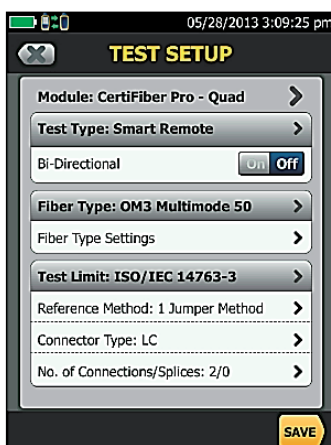 05/28/2013 3:09:25 pm
TEST SETUP
Module: CertiFiber Pro - Quad
Test Type: Smart Remote
Bi-Directional On Off
Fiber Type: OM3 Multimode 50
Fiber Type Settings
Test Limit: ISO/IEC 14763-3
Reference Method: 1 Jumper Method
Connector Type: LC
No. of Connections/Splices: 2/0
SAVE